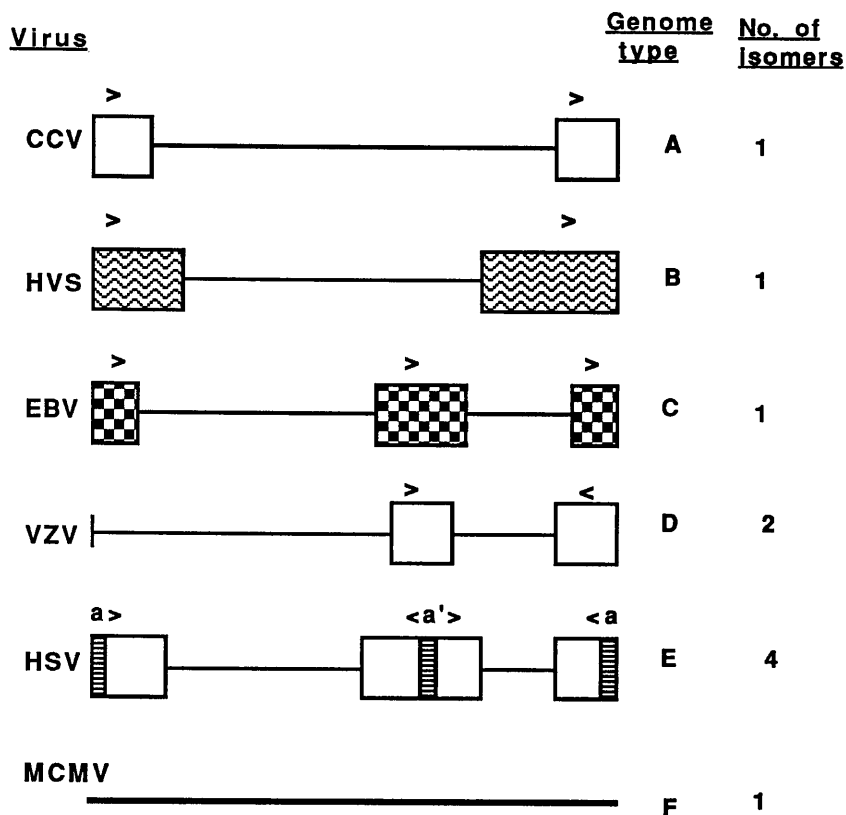 Virus
Genome type
No. of isomers
> >
CCV A 1
> >
HVS B 1
> > >
EBV C 1
> <
VZV D 2
a> <a'> <a
HSV E 4
MCMV
F 1